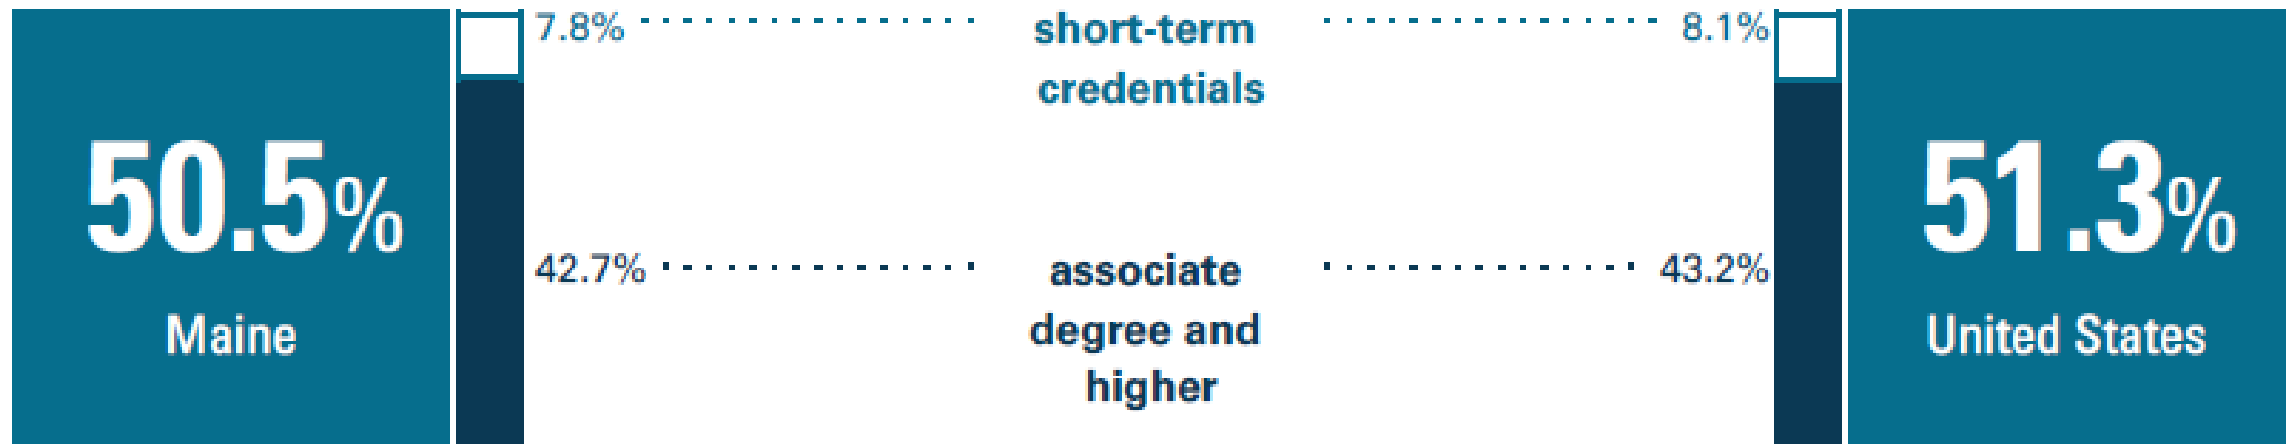 50.5%
Maine
7.8%
short-term
credentials
8.1%
42.7%
associate
degree and
higher
43.2%
51.3%
United States